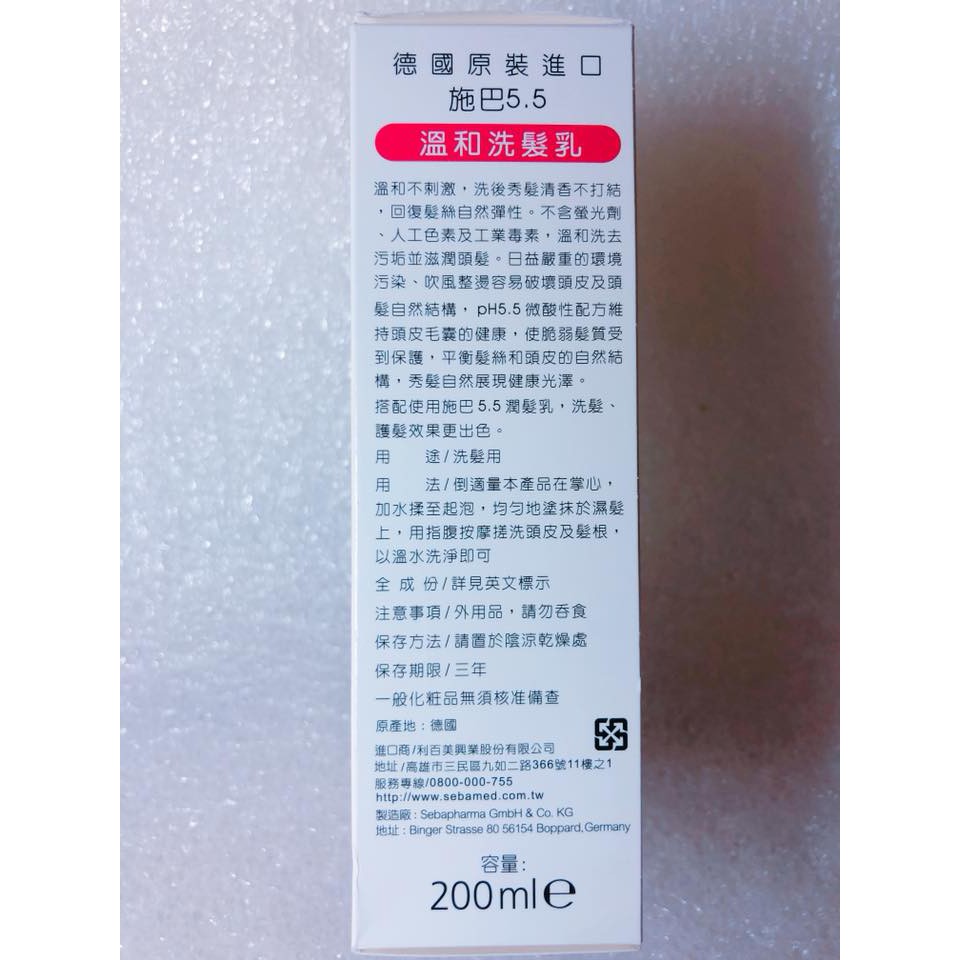 德國原裝進口
施巴5.5
溫和洗髮乳
溫和不刺激，洗後秀髮清香不打結
，回復髮絲自然彈性。不含螢光劑
、人工色素及工業毒素，溫和洗去
污垢並滋潤頭髮。日益嚴重的環境
污染、吹風整燙容易破壞頭皮及頭
髮自然結構，pH5.5微酸性配方維
持頭皮毛囊的健康，使脆弱髮質受
到保護，平衡髮絲和頭皮的自然結
構，秀髮自然展現健康光澤。
搭配使用施巴5.5潤髮乳，洗髮、
護髮效果更出色。
用　　途/洗髮用
用　　法/倒適量本產品在掌心，
加水揉至起泡，均勻地塗抹於濕髮
上，用指腹按摩搓洗頭皮及髮根，
以溫水洗淨即可
全 成 份/詳見英文標示
注意事項/外用品，請勿吞食
保存方法/請置於陰涼乾燥處
保存期限/三年
一般化粧品無須核准備查
原產地：德國
進口商/利百美興業股份有限公司
地址/高雄市三民區九如二路366號11樓之1
服務專線/0800-000-755
http://www.sebamed.com.tw
製造廠：Sebapharma GmbH & Co. KG
地址：Binger Strasse 80 56154 Boppard,Germany
容量:
200ml℮